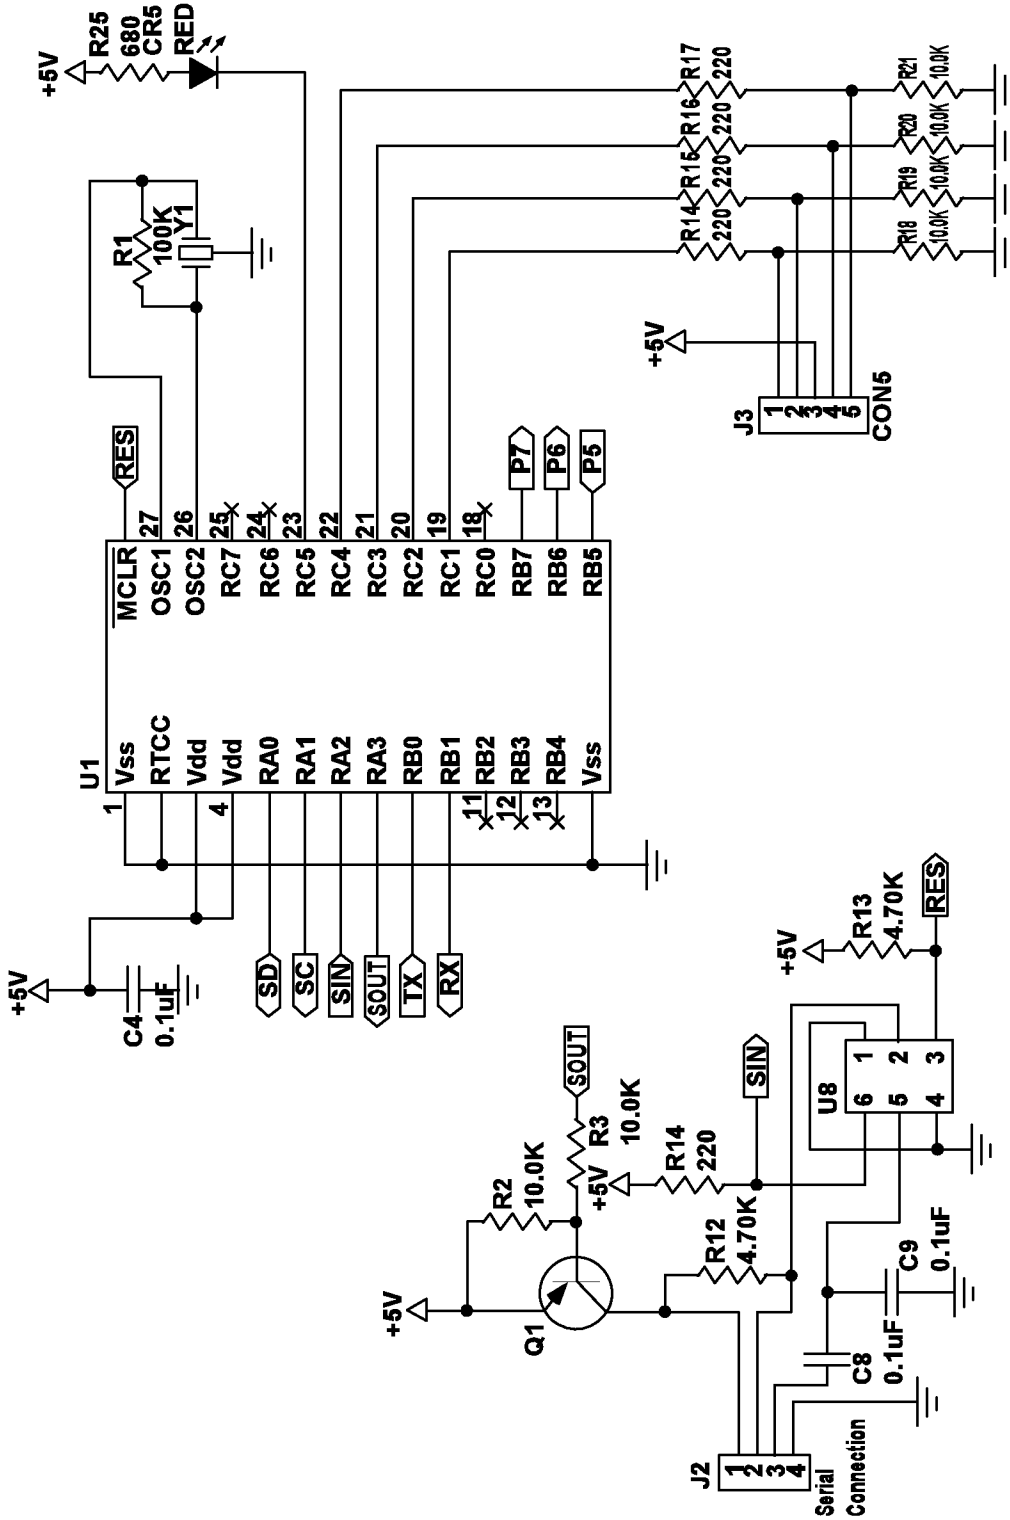 +5V
R25
680
CR5
RED
R1
100K
Y1
RES
27
26
25
24
23
22
21
20
19
18
P7
P6
P5
U1
MCLR
OSC1
OSC2
RC7
RC6
RC5
RC4
RC3
RC2
RC1
RC0
RB7
RB6
RB5
Vss
RTCC
Vdd
Vdd
RA0
RA1
RA2
RA3
RB0
RB1
RB2
RB3
RB4
Vss
1
4
11
12
13
+5V
C4
0.1uF
SD
SC
SIN
SOUT
TX
RX
R17
220
R16
220
R15
220
R14
220
R21
10.0K
R20
10.0K
R19
10.0K
R18
10.0K
+5V
J3
1
2
3
4
5
CON5
+5V
Q1
R2
10.0K
R3
10.0K
SOUT
+5V
R14
220
SIN
R12
4.70K
+5V
R13
4.70K
RES
U8
1
2
3
6
5
4
C9
0.1uF
C8
0.1uF
J2
1
2
3
4
Serial
Connection